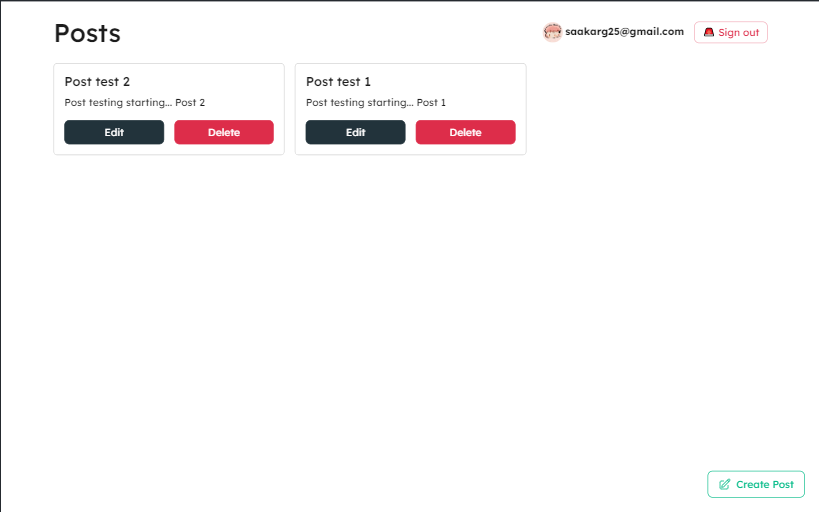 Posts
saakarg25@gmail.com
Sign out
Post test 2
Post testing starting... Post 2
Edit
Delete
Post test 1
Post testing starting... Post 1
Edit
Delete
Create Post